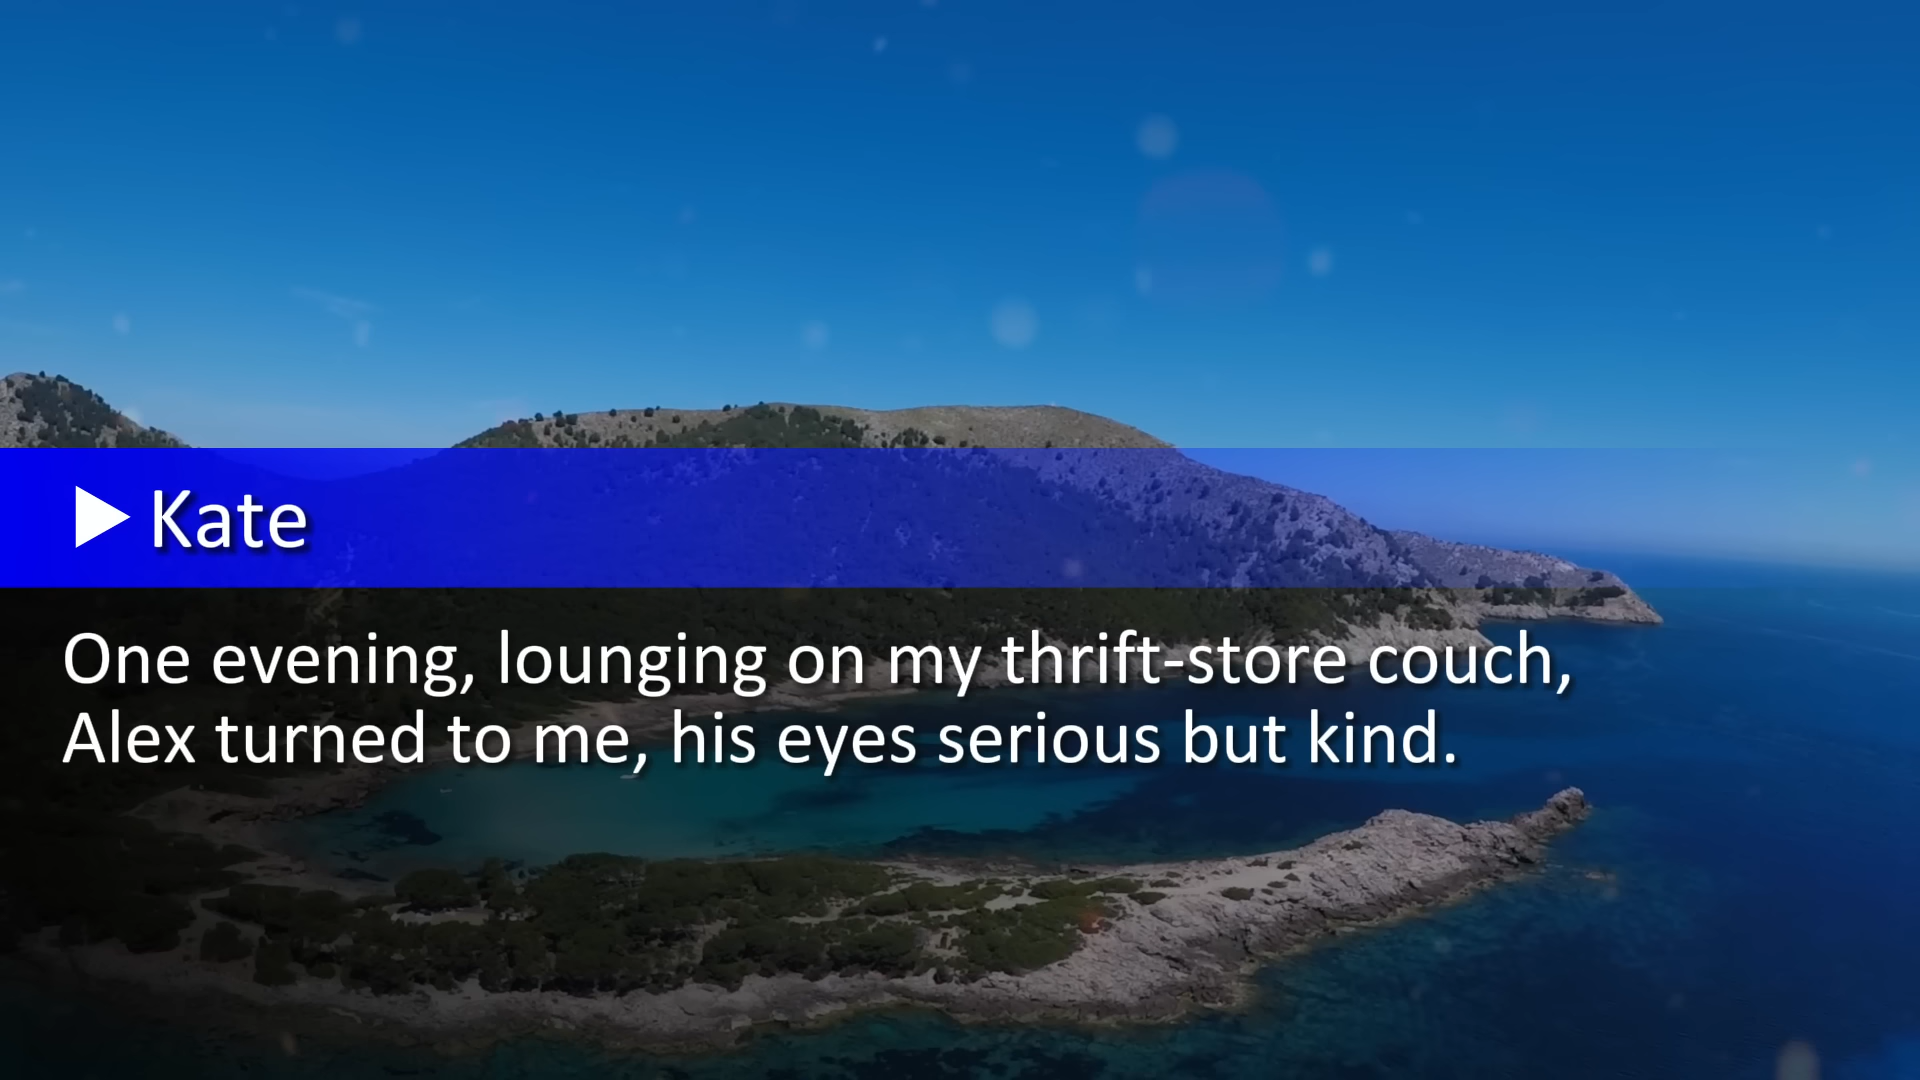 Kate
One evening, lounging on my thrift-store couch,
Alex turned to me, his eyes serious but kind.